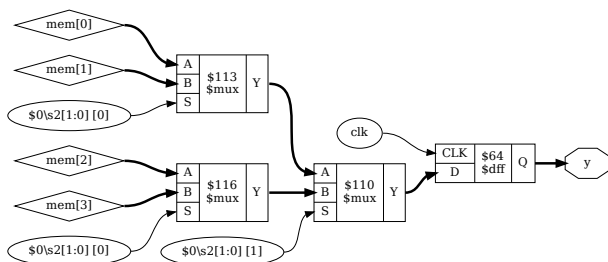 mem[0]
mem[1]
$0\s2[1:0] [0]
A
B
S
$113
$mux
Y
mem[2]
mem[3]
$0\s2[1:0] [0]
A
B
S
$116
$mux
Y
$0\s2[1:0] [1]
A
B
S
$110
$mux
Y
clk
CLK
D
$64
$dff
Q
y